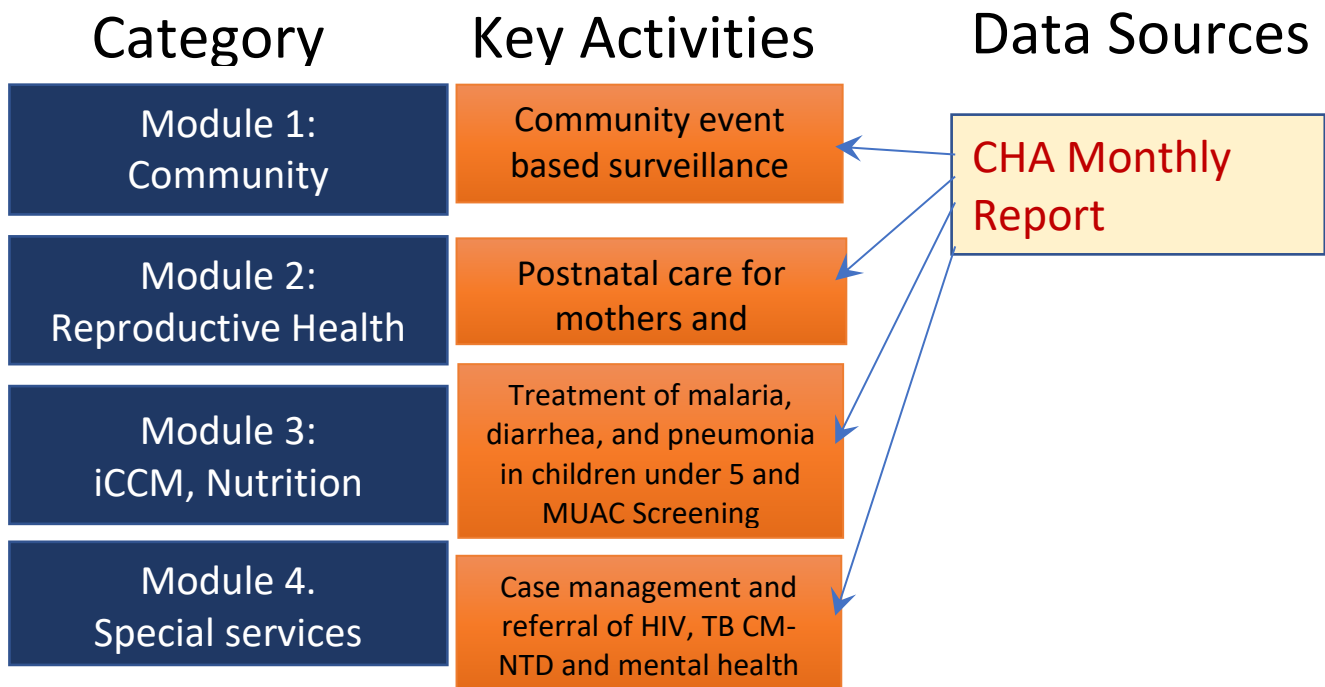 Category
Key Activities
Data Sources
Module 1:
Community
Community event
based surveillance
CHA Monthly
Report
Module 2:
Reproductive Health
Postnatal care for
mothers and
Module 3:
iCCM, Nutrition
Treatment of malaria,
diarrhea, and pneumonia
in children under 5 and
MUAC Screening
Module 4.
Special services
Case management and
referral of HIV, TB CM-
NTD and mental health